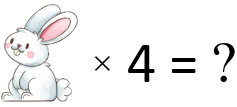 × 4 = ?